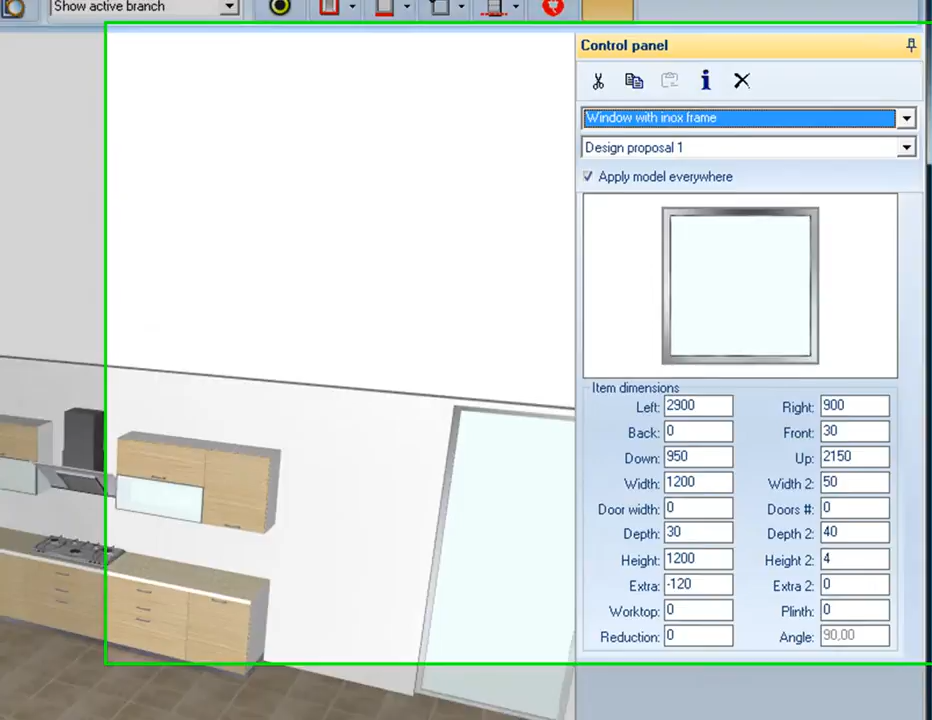 Show active branch
Control panel
Window with inox frame
Design proposal 1
Apply model everywhere
Item dimensions
Left: 2900 Right: 900
Back: 0 Front: 30
Down: 950 Up: 2150
Width: 1200 Width 2: 50
Door width: 0 Doors #: 0
Depth: 30 Depth 2: 40
Height: 1200 Height 2: 4
Extra: -120 Extra 2: 0
Worktop: 0 Plinth: 0
Reduction: 0 Angle: 90,00